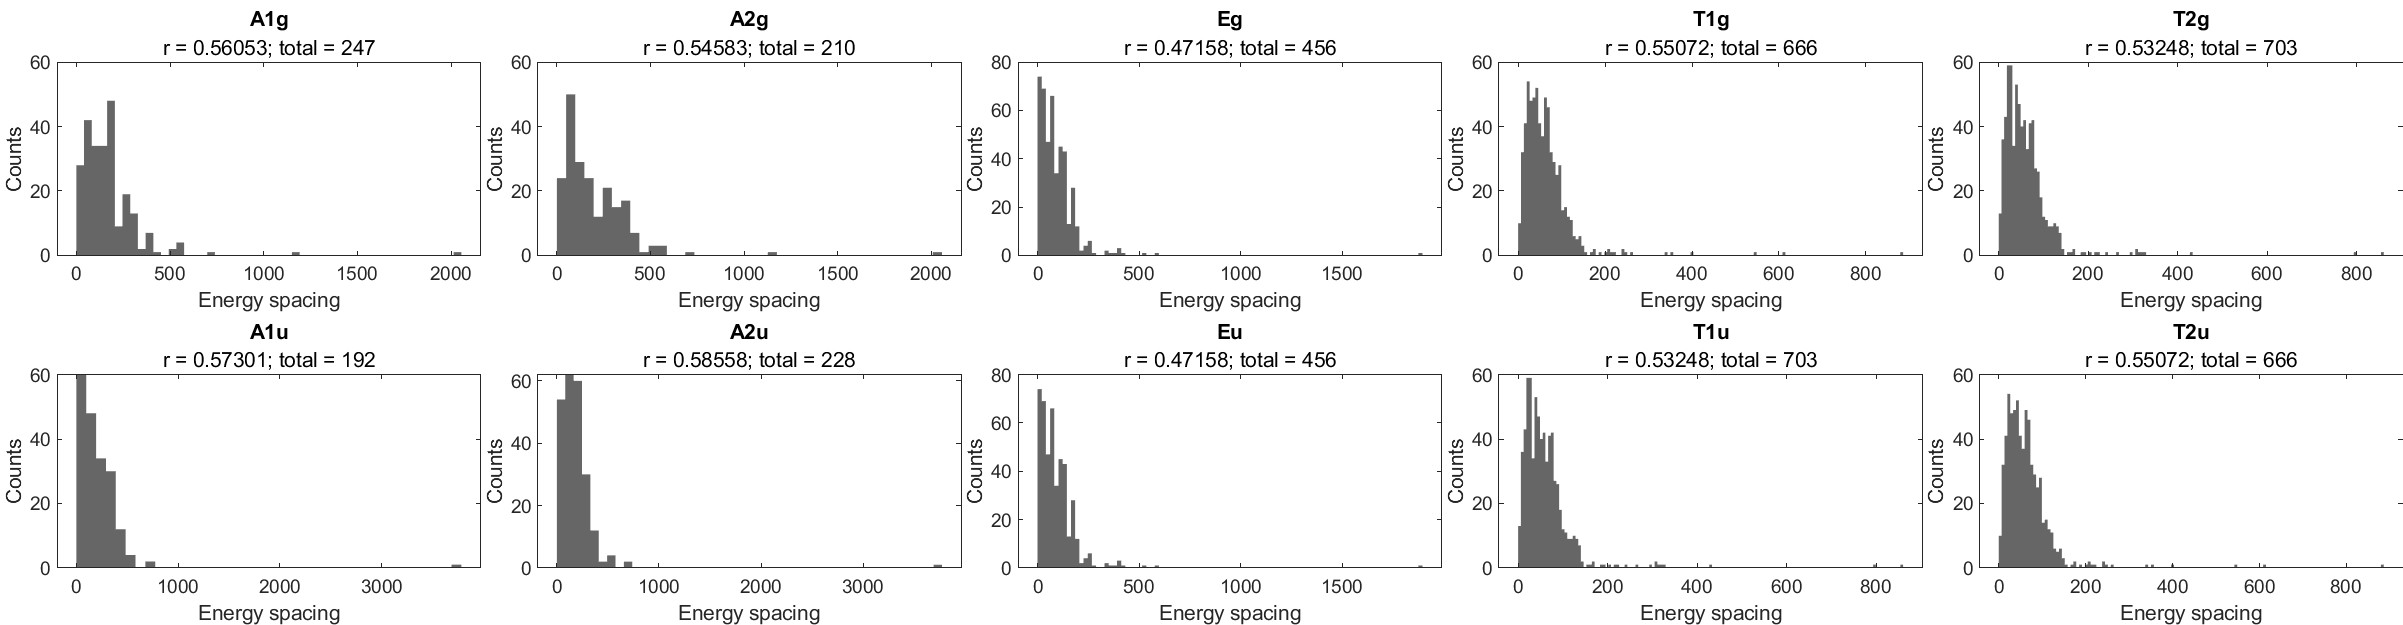 A1g
r = 0.56053; total = 247
60
40
20
0
Counts
0 500 1000 1500 2000
Energy spacing
A2g
r = 0.54583; total = 210
60
40
20
0
Counts
0 500 1000 1500 2000
Energy spacing
Eg
r = 0.47158; total = 456
80
60
40
20
0
Counts
0 500 1000 1500
Energy spacing
T1g
r = 0.55072; total = 666
60
40
20
0
Counts
0 200 400 600 800
Energy spacing
T2g
r = 0.53248; total = 703
60
40
20
0
Counts
0 200 400 600 800
Energy spacing
A1u
r = 0.57301; total = 192
60
40
20
0
Counts
0 1000 2000 3000
Energy spacing
A2u
r = 0.58558; total = 228
60
40
20
0
Counts
0 1000 2000 3000
Energy spacing
Eu
r = 0.47158; total = 456
80
60
40
20
0
Counts
0 500 1000 1500
Energy spacing
T1u
r = 0.53248; total = 703
60
40
20
0
Counts
0 200 400 600 800
Energy spacing
T2u
r = 0.55072; total = 666
60
40
20
0
Counts
0 200 400 600 800
Energy spacing